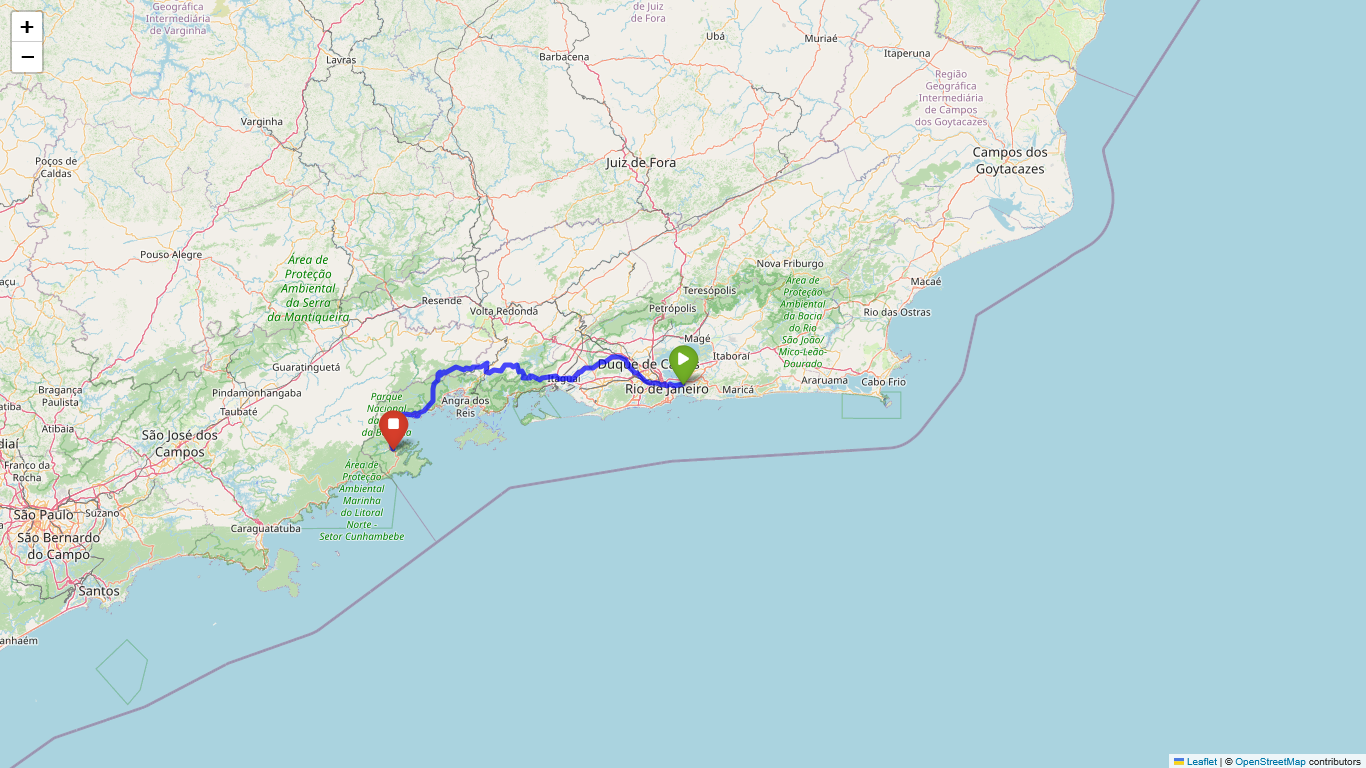 +
−
Geográfica
Intermediária
de Varginha
de Juiz
de Fora
Ubá
Muriaé
Itaperuna
Lavras
Barbacena
Região
Geográfica
Intermediária
de Campos
dos Goytacazes
Varginha
Poços de
Caldas
Juiz de Fora
Campos dos
Goytacazes
Pouso Alegre
Área de
Proteção
Ambiental
da Serra
da Mantiqueira
Nova Friburgo
Macaé
Teresópolis
Área de
Proteção
Ambiental
da Bacia
do Rio
São João/
Mico-Leão-
Dourado
Resende
Volta Redonda
Petrópolis
Rio das Ostras
Magé
Itaboraí
Guaratinguetá
Duque de
Itaguaí
Rio de Janeiro
Maricá
Araruama
Cabo Frio
Bragança
Paulista
Pindamonhangaba
Taubaté
Parque
Nacional
Angra dos
Reis
Atibaia
São José dos
Campos
Franco da
Rocha
Área de
Proteção
Ambiental
Marinha
do Litoral
Norte -
Setor Cunhambebe
São Paulo
Suzano
Caraguatatuba
São Bernardo
do Campo
Santos
anhaém
Leaflet | © OpenStreetMap contributors